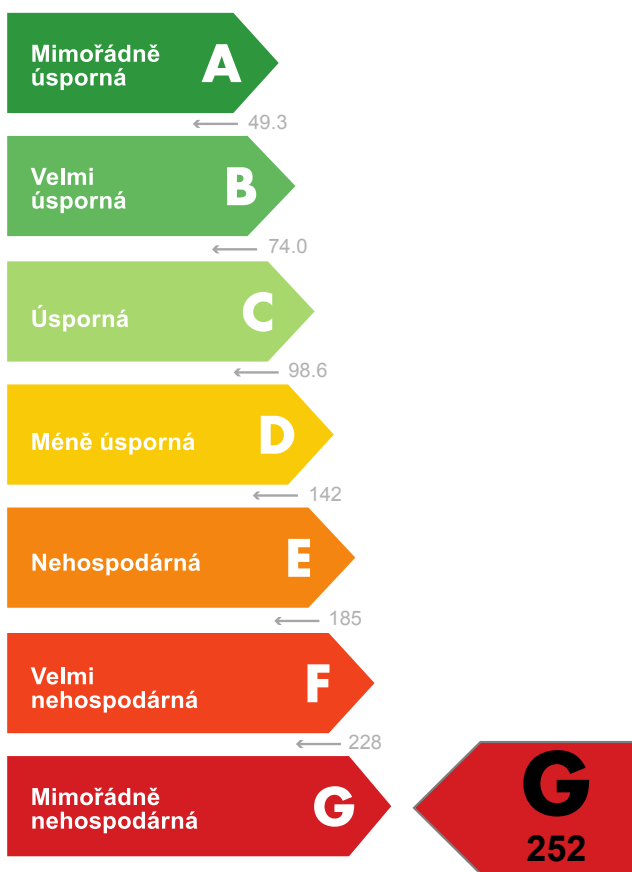 Mimořádně
úsporná
A
49.3
Velmi
úsporná
B
74.0
Úsporná
C
98.6
Méně úsporná
D
142
Nehospodárná
E
185
Velmi
nehospodárná
F
228
Mimořádně
nehospodárná
G
G
252